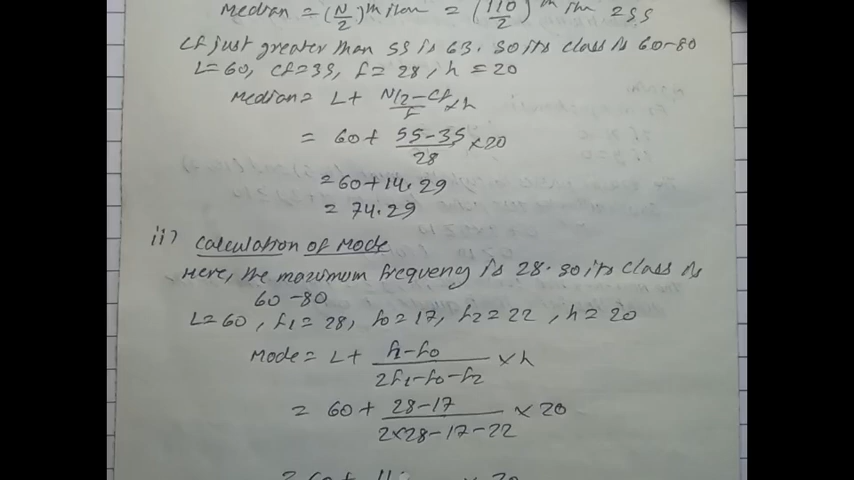 Median = (N/2)th item = (110/2)th item = 55
Cf just greater than 55 is 63. So its class is 60-80
L=60, Cf=35, f=28, h=20
Median = L + N/2-Cf/f ×h
= 60 + 55-35/28 ×20
= 60+14.29
= 74.29
ii) Calculation of Mode
Here, the maximum frequency is 28. So its class is
60-80
L=60, f1=28, f0=17, f2=22, h=20
Mode = L + f1-f0/2f1-f0-f2 ×h
= 60 + 28-17/2×28-17-22 ×20
= 60 + 11 ×20